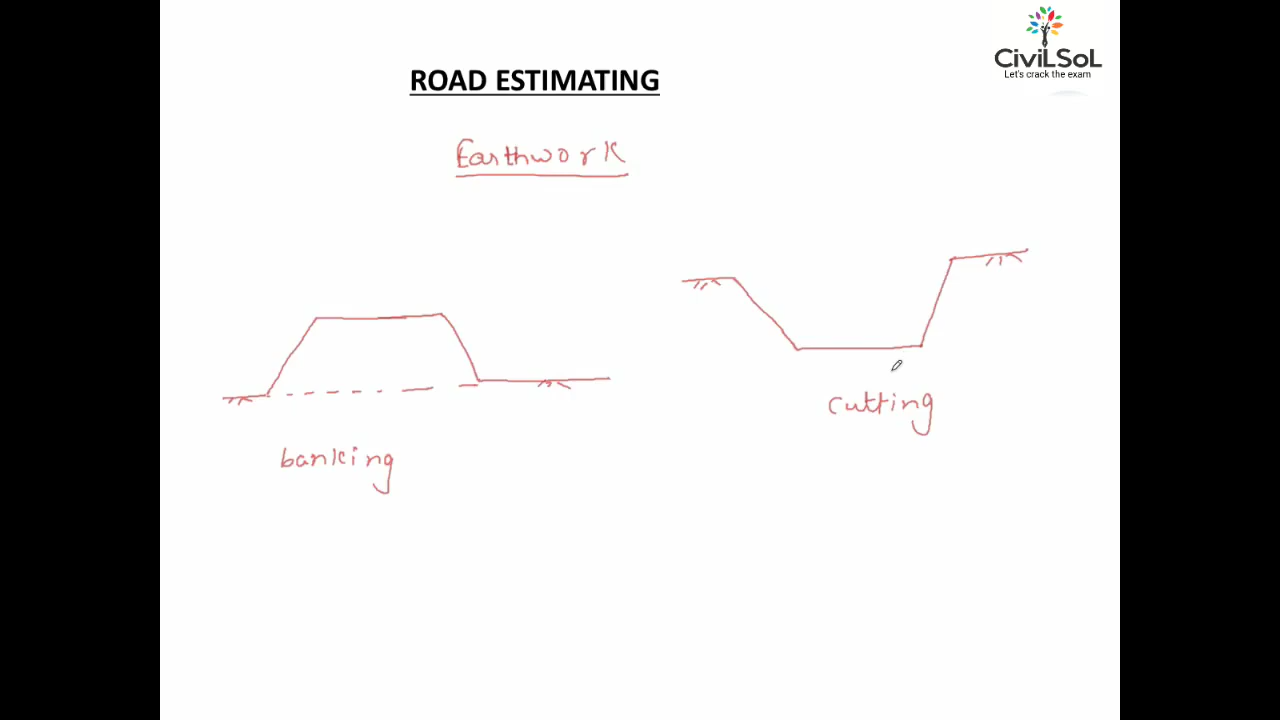 CiviLSoL
Let's crack the exam
ROAD ESTIMATING
Earthwork
banking
cutting